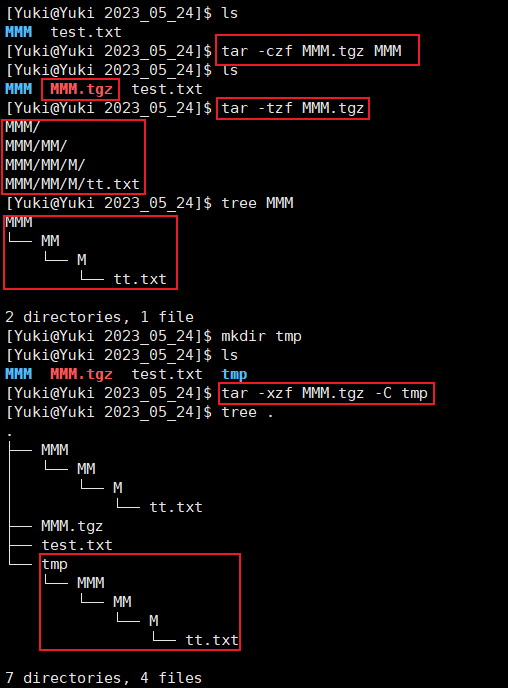 [Yuki@Yuki 2023_05_24]$ ls
MMM  test.txt
[Yuki@Yuki 2023_05_24]$ tar -czf MMM.tgz MMM
[Yuki@Yuki 2023_05_24]$ ls
MMM  MMM.tgz  test.txt
[Yuki@Yuki 2023_05_24]$ tar -tzf MMM.tgz
MMM/
MMM/MM/
MMM/MM/M/
MMM/MM/M/tt.txt
[Yuki@Yuki 2023_05_24]$ tree MMM
MMM
└── MM
    └── M
        └── tt.txt
2 directories, 1 file
[Yuki@Yuki 2023_05_24]$ mkdir tmp
[Yuki@Yuki 2023_05_24]$ ls
MMM  MMM.tgz  test.txt  tmp
[Yuki@Yuki 2023_05_24]$ tar -xzf MMM.tgz -C tmp
[Yuki@Yuki 2023_05_24]$ tree .
.
├── MMM
│   └── MM
│       └── M
│           └── tt.txt
├── MMM.tgz
├── test.txt
└── tmp
    └── MMM
        └── MM
            └── M
                └── tt.txt
7 directories, 4 files